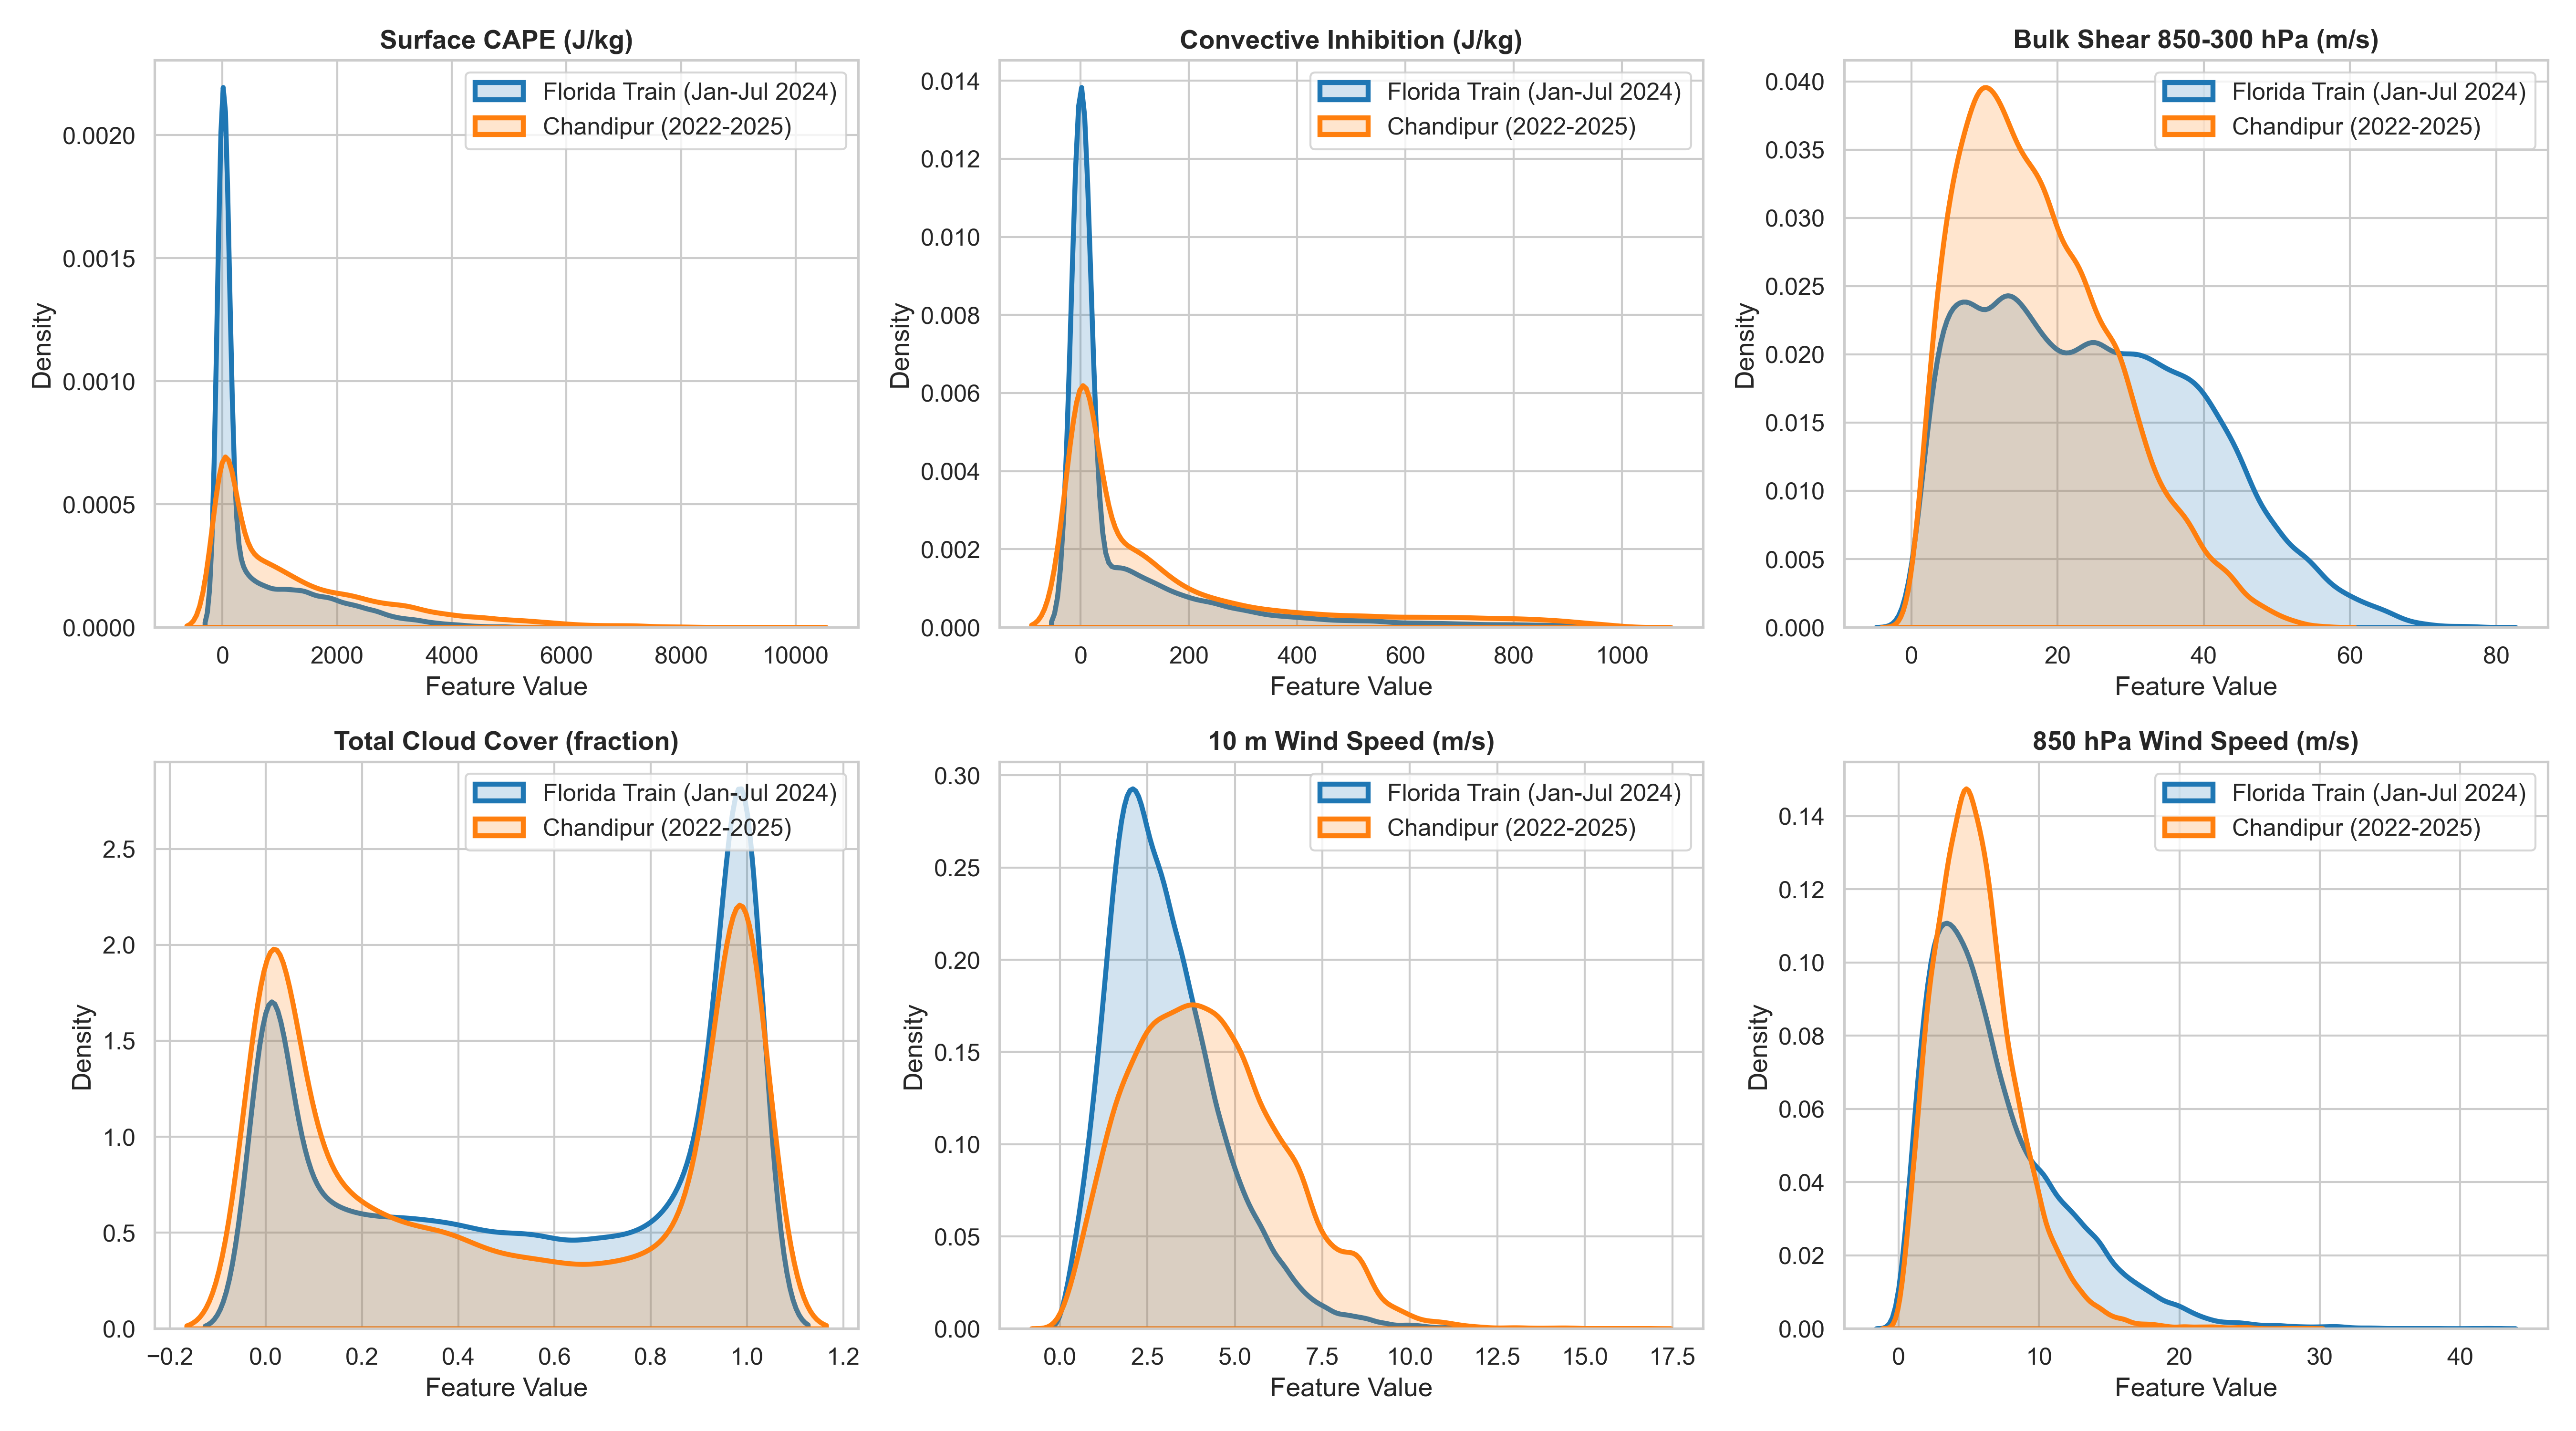 Surface CAPE (J/kg)
Florida Train (Jan-Jul 2024)
Chandipur (2022-2025)
0.0020
0.0015
0.0010
0.0005
0.0000
Density
0 2000 4000 6000 8000 10000
Feature Value
Convective Inhibition (J/kg)
Florida Train (Jan-Jul 2024)
Chandipur (2022-2025)
0.014
0.012
0.010
0.008
0.006
0.004
0.002
0.000
Density
0 200 400 600 800 1000
Feature Value
Bulk Shear 850-300 hPa (m/s)
Florida Train (Jan-Jul 2024)
Chandipur (2022-2025)
0.040
0.035
0.030
0.025
0.020
0.015
0.010
0.005
0.000
Density
0 20 40 60 80
Feature Value
Total Cloud Cover (fraction)
Florida Train (Jan-Jul 2024)
Chandipur (2022-2025)
2.5
2.0
1.5
1.0
0.5
0.0
Density
−0.2 0.0 0.2 0.4 0.6 0.8 1.0 1.2
Feature Value
10 m Wind Speed (m/s)
Florida Train (Jan-Jul 2024)
Chandipur (2022-2025)
0.30
0.25
0.20
0.15
0.10
0.05
0.00
Density
0.0 2.5 5.0 7.5 10.0 12.5 15.0 17.5
Feature Value
850 hPa Wind Speed (m/s)
Florida Train (Jan-Jul 2024)
Chandipur (2022-2025)
0.14
0.12
0.10
0.08
0.06
0.04
0.02
0.00
Density
0 10 20 30 40
Feature Value